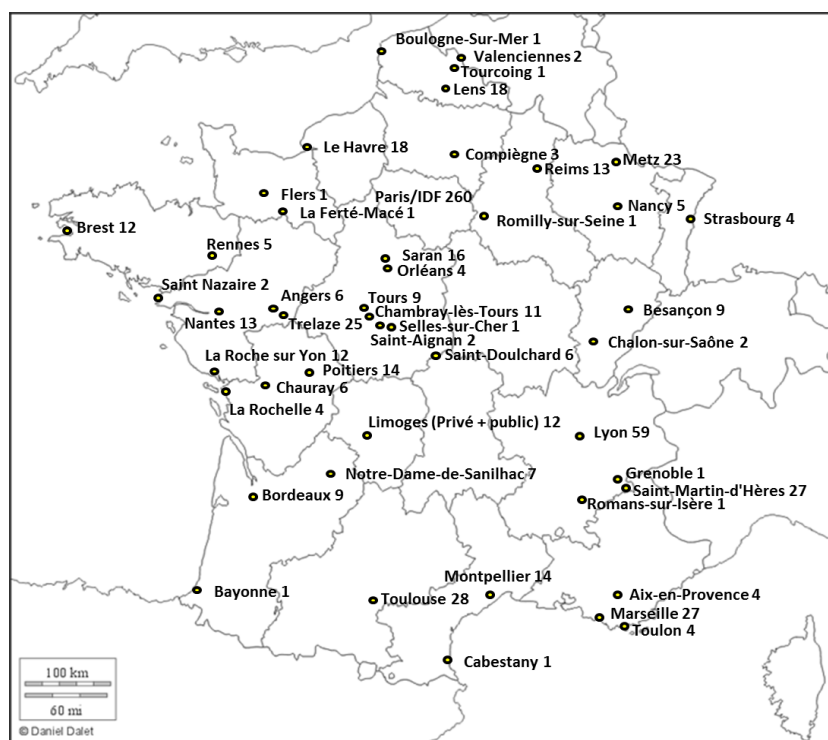 Boulogne-Sur-Mer 1
Valenciennes 2
Tourcoing 1
Lens 18
Le Havre 18
Compiègne 3
Reims 13
Metz 23
Flers 1
Paris/IDF 260
La Ferté-Macé 1
Nancy 5
Romilly-sur-Seine 1
Strasbourg 4
Brest 12
Rennes 5
Saran 16
Orléans 4
Saint Nazaire 2
Angers 6
Tours 9
Nantes 13
Trelaze 25
Chambray-lès-Tours 11
Selles-sur-Cher 1
Saint-Aignan 2
Besançon 9
Chalon-sur-Saône 2
Saint-Doulchard 6
La Roche sur Yon 12
Poitiers 14
Chauray 6
La Rochelle 4
Limoges (Privé + public) 12
Lyon 59
Notre-Dame-de-Sanilhac 7
Grenoble 1
Saint-Martin-d'Hères 27
Romans-sur-Isère 1
Bordeaux 9
Montpellier 14
Bayonne 1
Toulouse 28
Aix-en-Provence 4
Marseille 27
Toulon 4
Cabestany 1
100 km
60 mi
© Daniel Dalet